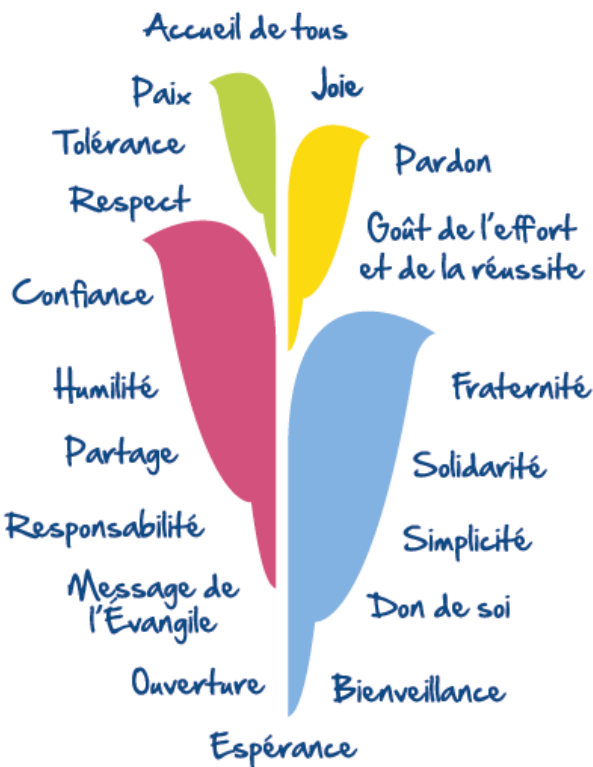 Accueil de tous
Paix
Joie
Tolérance
Pardon
Respect
Goût de l'effort
et de la réussite
Confiance
Humilité
Fraternité
Partage
Solidarité
Responsabilité
Simplicité
Message de
l'Évangile
Don de soi
Ouverture
Bienveillance
Espérance